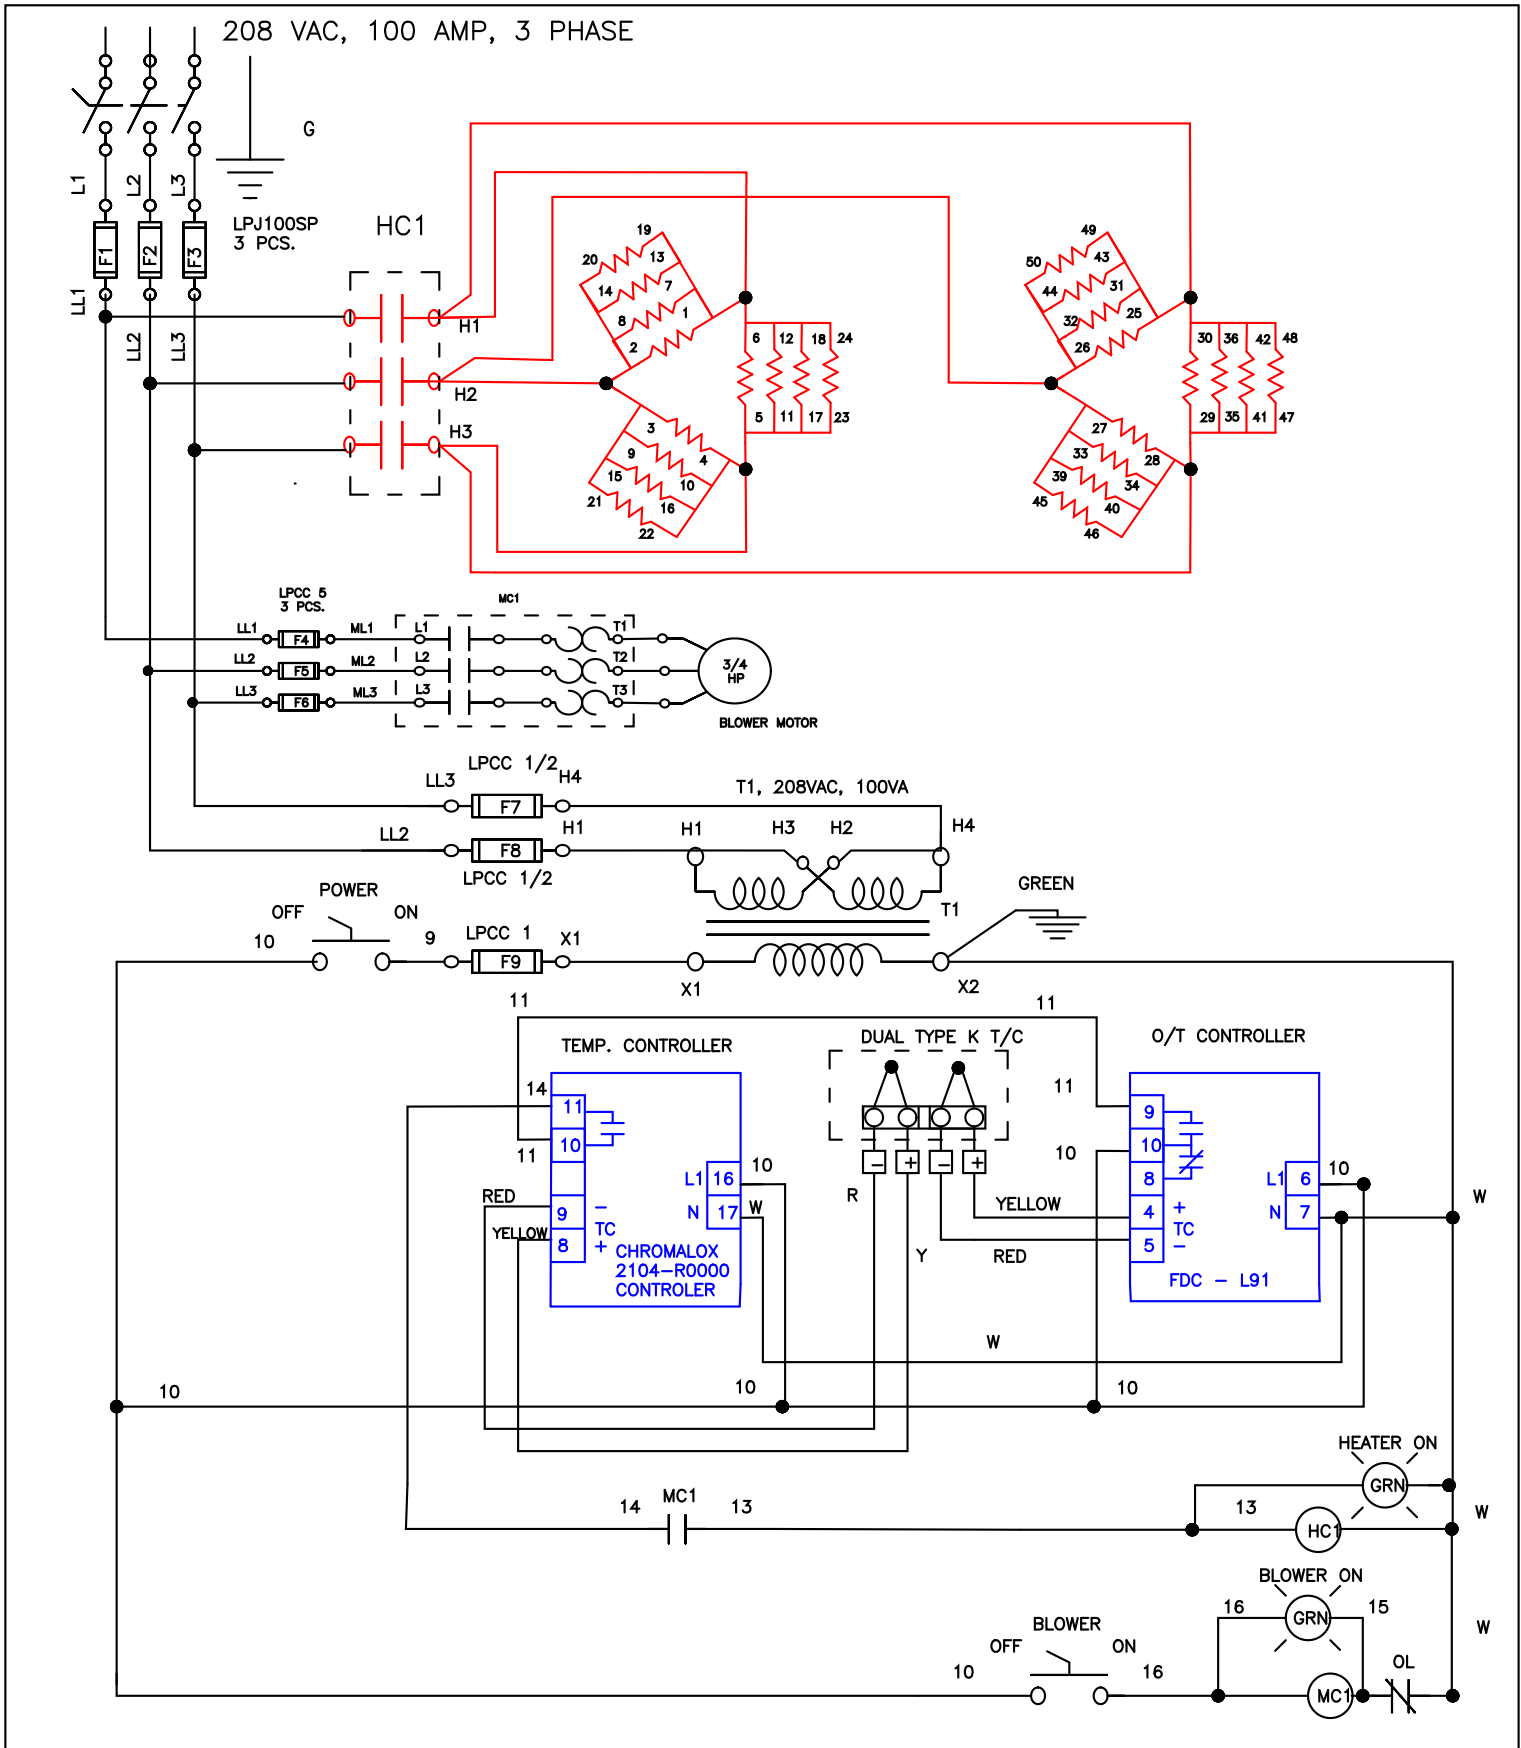 208 VAC, 100 AMP, 3 PHASE
G
L1
L2
L3
LPJ100SP
3 PCS.
F1
F2
F3
HC1
LL1
LL2
LL3
H1
H2
H3
19
20
13
14
7
8
1
2
6
12
18
24
5
11
17
23
3
4
9
10
15
16
21
22
49
50
43
44
31
32
25
26
30
36
42
48
29
35
41
47
27
28
33
34
39
40
45
46
LPCC 5
3 PCS.
MC1
LL1
F4
ML1
L1
T1
LL2
F5
ML2
L2
T2
LL3
F6
ML3
L3
T3
3/4
HP
BLOWER MOTOR
LPCC 1/2
LL3
H4
F7
T1, 208VAC, 100VA
LL2
H1
F8
H1
H3
H2
H4
LPCC 1/2
POWER
OFF
ON
10
9
LPCC 1
X1
F9
T1
GREEN
X1
X2
11
11
TEMP. CONTROLLER
DUAL TYPE K T/C
O/T CONTROLLER
14
11
10
11
L1
16
10
N
17
W
RED
9
−
TC
YELLOW
8
+
CHROMALOX
2104−R0000
CONTROLER
−
+
−
+
R
Y
YELLOW
RED
11
9
10
10
8
4
+
TC
5
−
L1
6
10
N
7
FDC − L91
W
W
10
10
10
HEATER ON
GRN
14
MC1
13
13
HC1
W
BLOWER ON
16
GRN
15
W
BLOWER
OFF
ON
10
16
MC1
OL